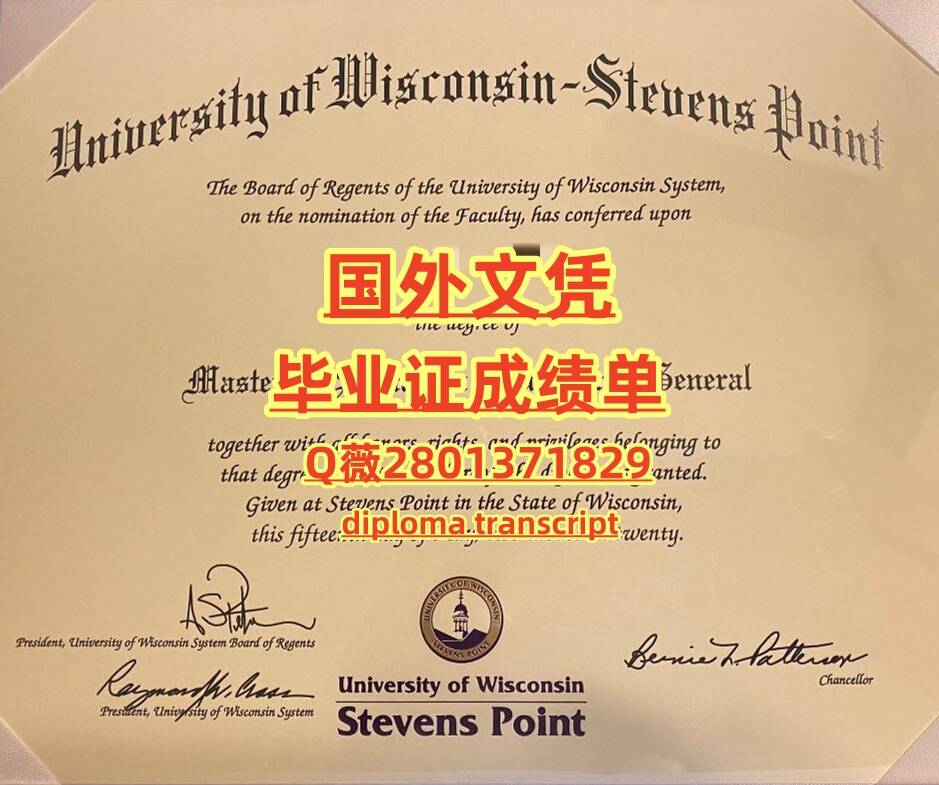 University of Wisconsin-Stevens Point
The Board of Regents of the University of Wisconsin System,
on the nomination of the Faculty, has conferred upon
国外文凭
the degree of
General
毕业证成绩单
together with all honors, rights, and privileges belonging to
Q薇2801371829
that granted.
Given at Stevens Point in the State of Wisconsin,
diploma transcript
this twenty.
UNIVERSITY OF WISCONSIN
STEVENS POINT
President, University of Wisconsin System Board of Regents
Chancellor
President, University of Wisconsin System
University of Wisconsin
Stevens Point